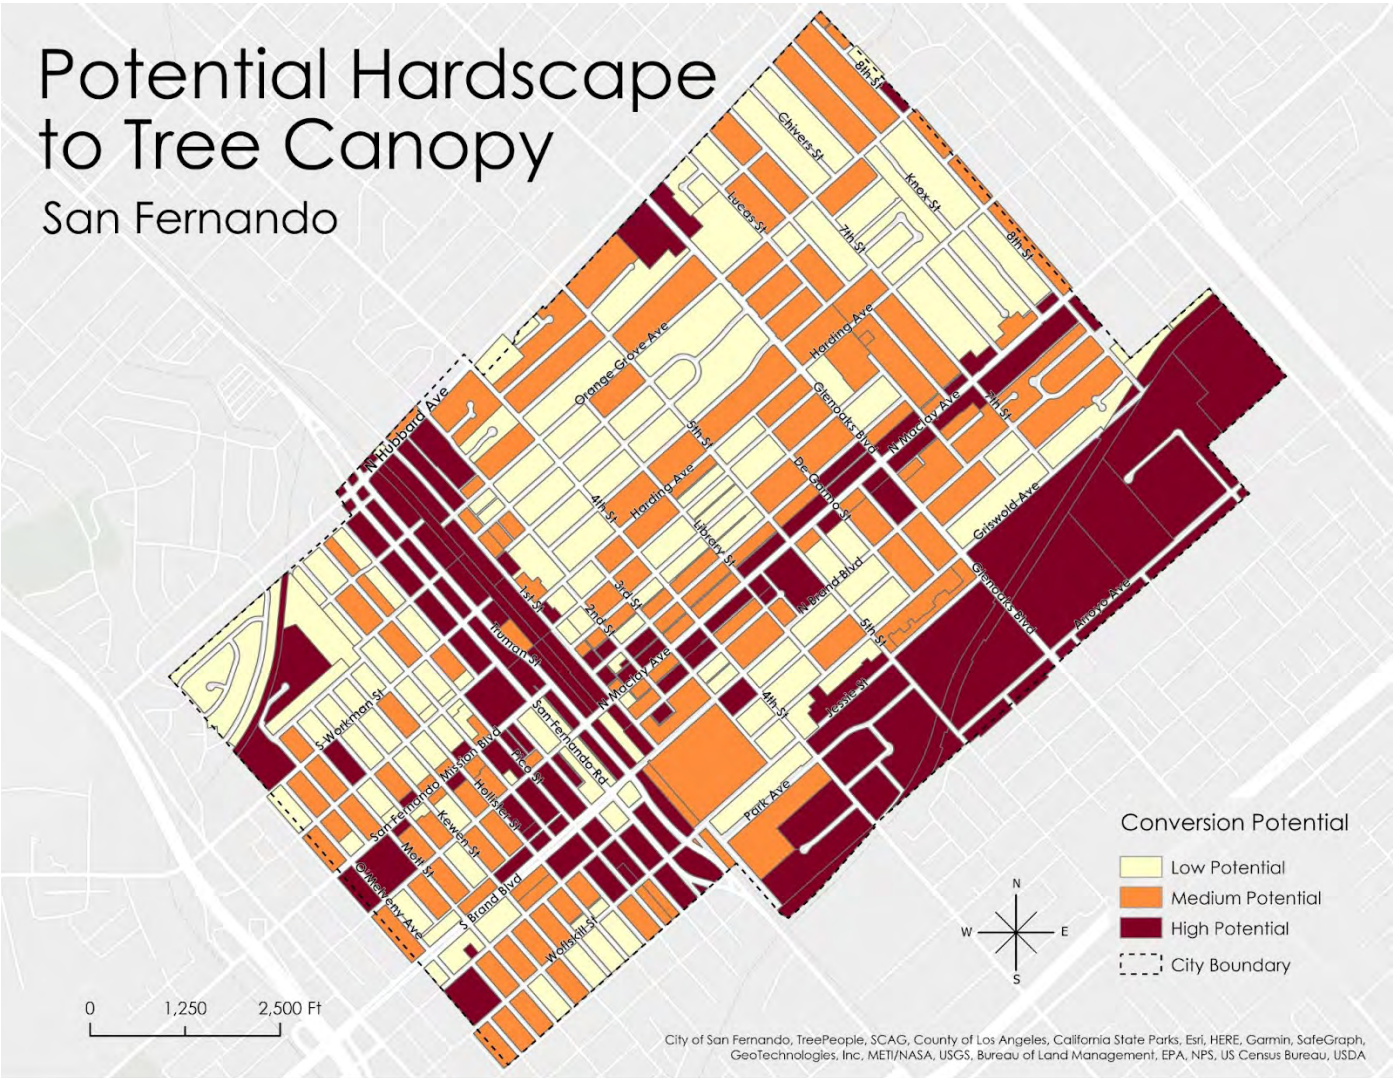 Potential Hardscape
to Tree Canopy
San Fernando
8th St
Chivers St
Knox St
Lucas St
7th St
8th St
Harding Ave
Orange Grove Ave
N Hubbard Ave
Glenoaks Blvd
N Maclay Ave
7th St
5th St
De Garmo St
Harding Ave
4th St
Library St
Griswold Ave
Glenoaks Blvd
Arroyo Ave
N Brand Blvd
3rd St
1st St
2nd St
5th St
Truman St
N Maclay Ave
Jessie St
4th St
S Workman St
San Fernando Rd
San Fernando Mission Blvd
Pico St
Hollister St
Park Ave
Kewen St
Mott St
O'Melveny Ave
S Brand Blvd
Wolfskill St
Conversion Potential
Low Potential
Medium Potential
High Potential
City Boundary
N
W E
S
0 1,250 2,500 Ft
City of San Fernando, TreePeople, SCAG, County of Los Angeles, California State Parks, Esri, HERE, Garmin, SafeGraph,
GeoTechnologies, Inc, METI/NASA, USGS, Bureau of Land Management, EPA, NPS, US Census Bureau, USDA